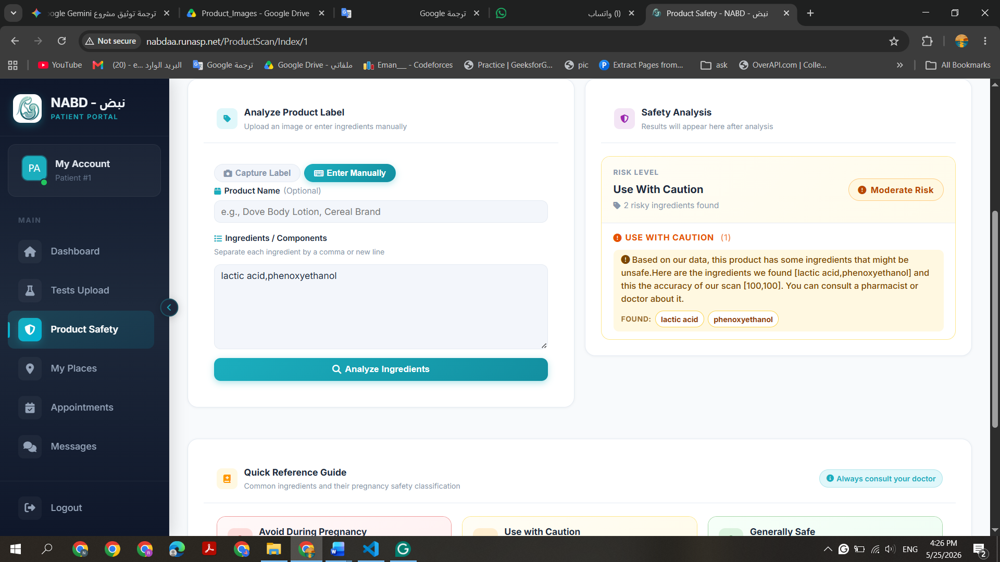 ترجمة توثيق مشروع oogle Gemini
Product_Images - Google Drive
ترجمة Google
(1) واتساب
Product Safety - NABD - نبض
Not secure
nabdaa.runasp.net/ProductScan/Index/1
YouTube
(20) - e... البريد الوارد
ترجمة Google
Google Drive - ملفاتي
Eman___ - Codeforces
Practice | GeeksforG...
pic
Extract Pages from...
ask
OverAPI.com | Colle...
All Bookmarks
NABD - نبض
PATIENT PORTAL
PA
My Account
Patient #1
MAIN
Dashboard
Tests Upload
Product Safety
My Places
Appointments
Messages
Logout
Analyze Product Label
Upload an image or enter ingredients manually
Capture Label
Enter Manually
Product Name (Optional)
e.g., Dove Body Lotion, Cereal Brand
Ingredients / Components
Separate each ingredient by a comma or new line
lactic acid,phenoxyethanol
Analyze Ingredients
Safety Analysis
Results will appear here after analysis
RISK LEVEL
Use With Caution
2 risky ingredients found
Moderate Risk
USE WITH CAUTION (1)
Based on our data, this product has some ingredients that might be
unsafe.Here are the ingredients we found [lactic acid,phenoxyethanol] and
this the accuracy of our scan [100,100]. You can consult a pharmacist or
doctor about it.
FOUND: lactic acid phenoxyethanol
Quick Reference Guide
Common ingredients and their pregnancy safety classification
Always consult your doctor
Avoid During Pregnancy
Use with Caution
Generally Safe
ENG
4:26 PM
5/25/2026
2